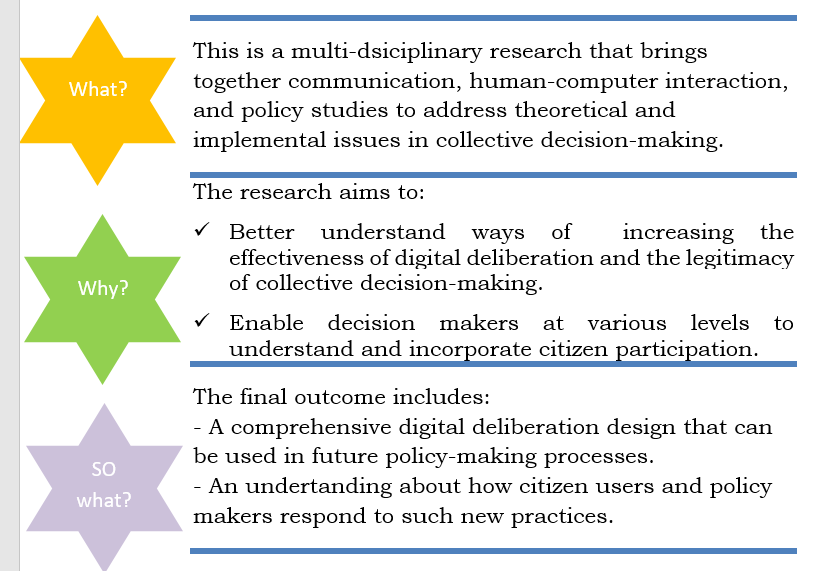 What?
This is a multi-dsiciplinary research that brings
together communication, human-computer interaction,
and policy studies to address theoretical and
implemental issues in collective decision-making.
Why?
The research aims to:
✓ Better understand ways of increasing the
effectiveness of digital deliberation and the legitimacy
of collective decision-making.
✓ Enable decision makers at various levels to
understand and incorporate citizen participation.
SO
what?
The final outcome includes:
- A comprehensive digital deliberation design that can
be used in future policy-making processes.
- An undertanding about how citizen users and policy
makers respond to such new practices.